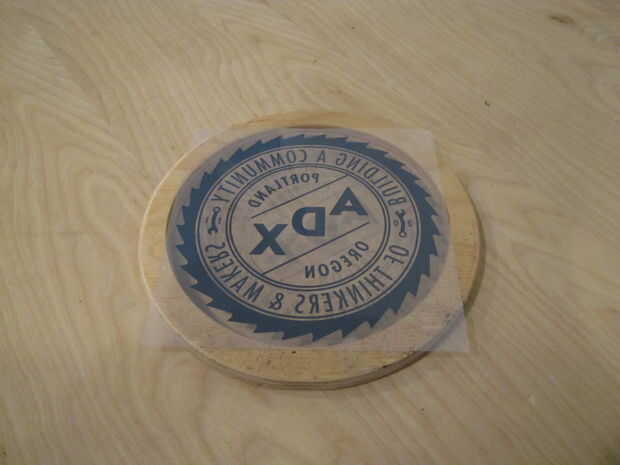 BUILDING A COMMUNITY
PORTLAND
ADX
OREGON
OF THINKERS & MAKERS